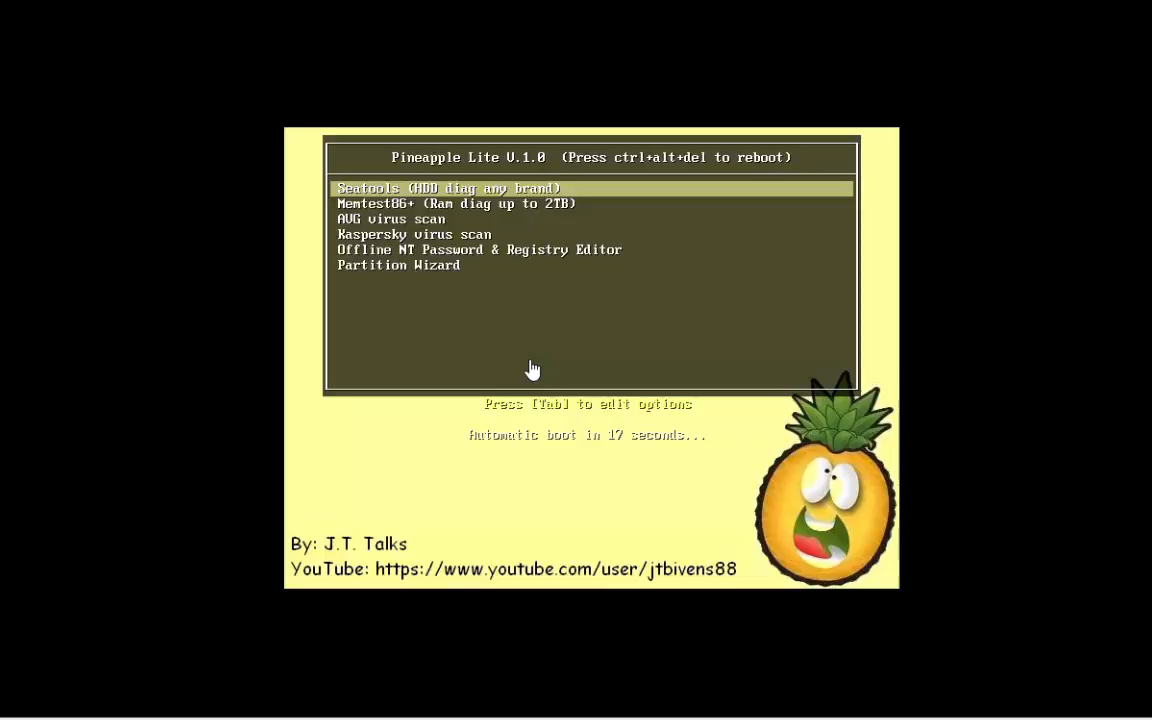 Pineapple Lite V.1.0 (Press ctrl+alt+del to reboot)
Seatools (HDD diag any brand)
Memtest86+ (Ram diag up to 2TB)
AVG virus scan
Kaspersky virus scan
Offline NT Password & Registry Editor
Partition Wizard
Press [Tab] to edit options
Automatic boot in 17 seconds...
By: J.T. Talks
YouTube: https://www.youtube.com/user/jtbivens88